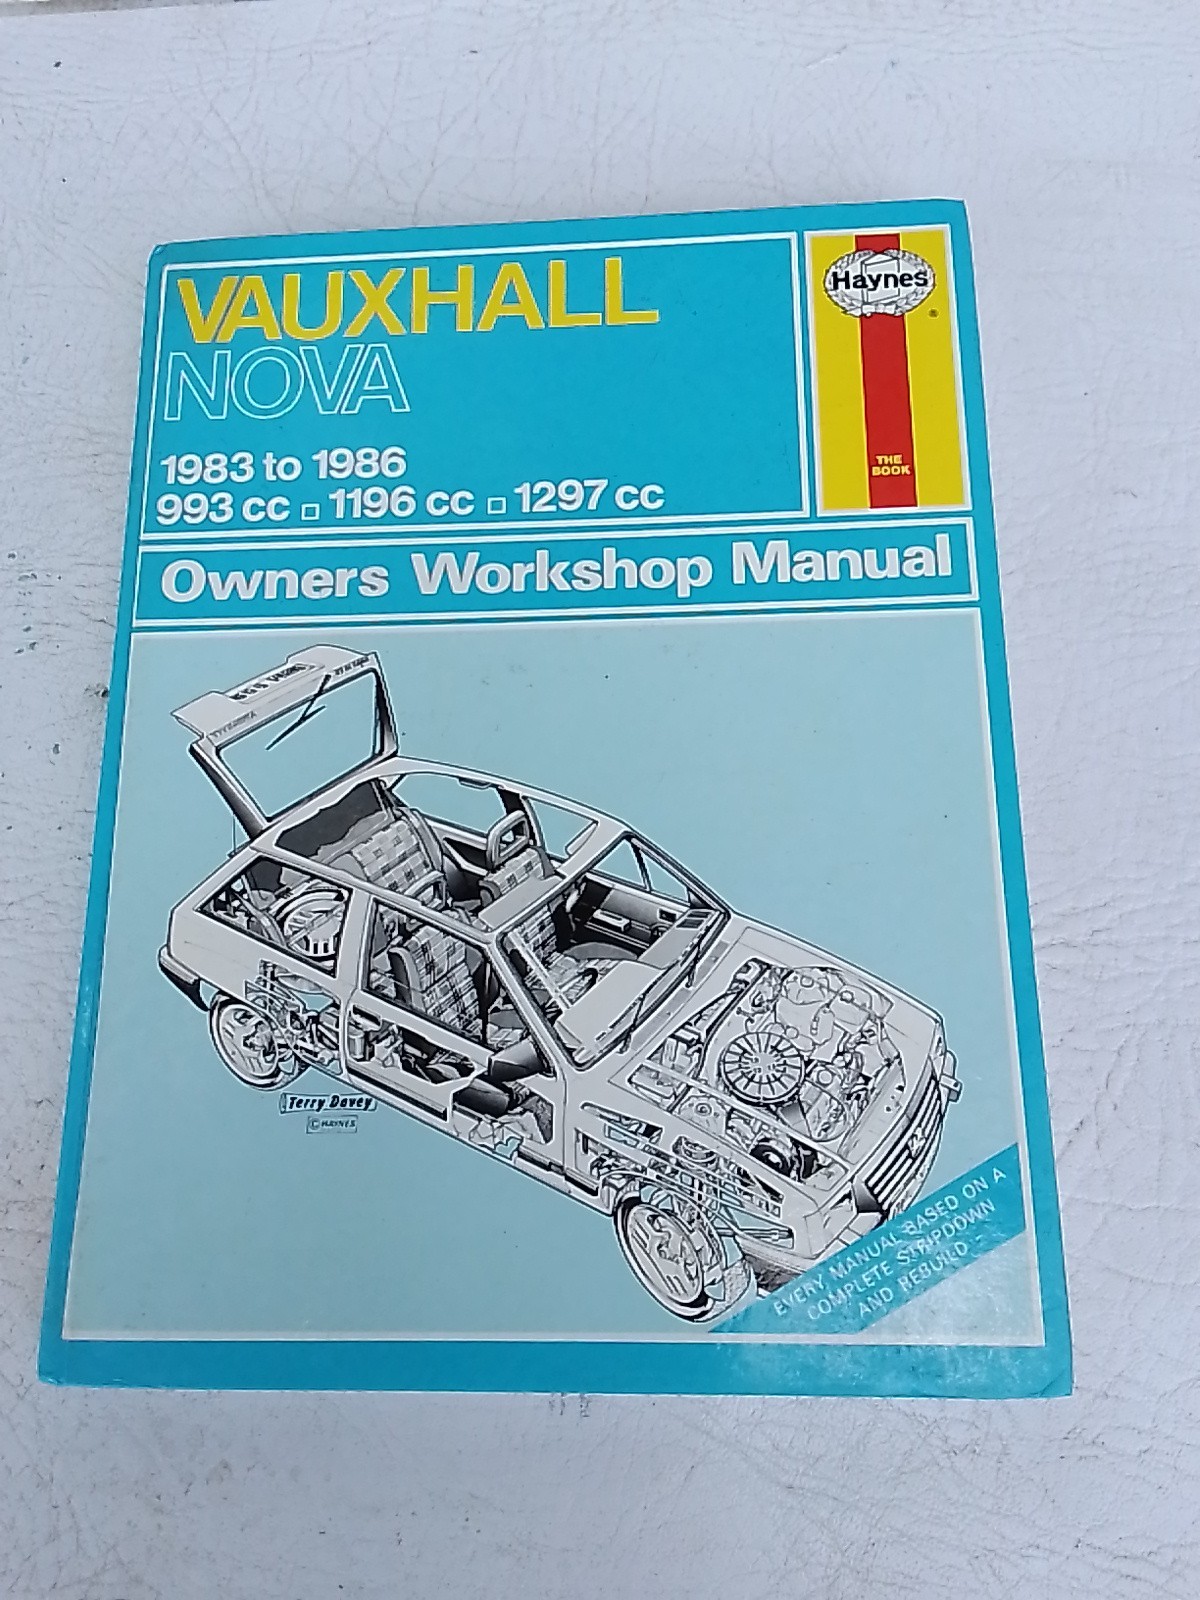 VAUXHALL
NOVA
1983 to 1986
993 cc □ 1196 cc □ 1297 cc
Haynes
®
THE
BOOK
Owners Workshop Manual
Terry Davey
© HAYNES
EVERY MANUAL BASED ON A
COMPLETE STRIPDOWN
AND REBUILD